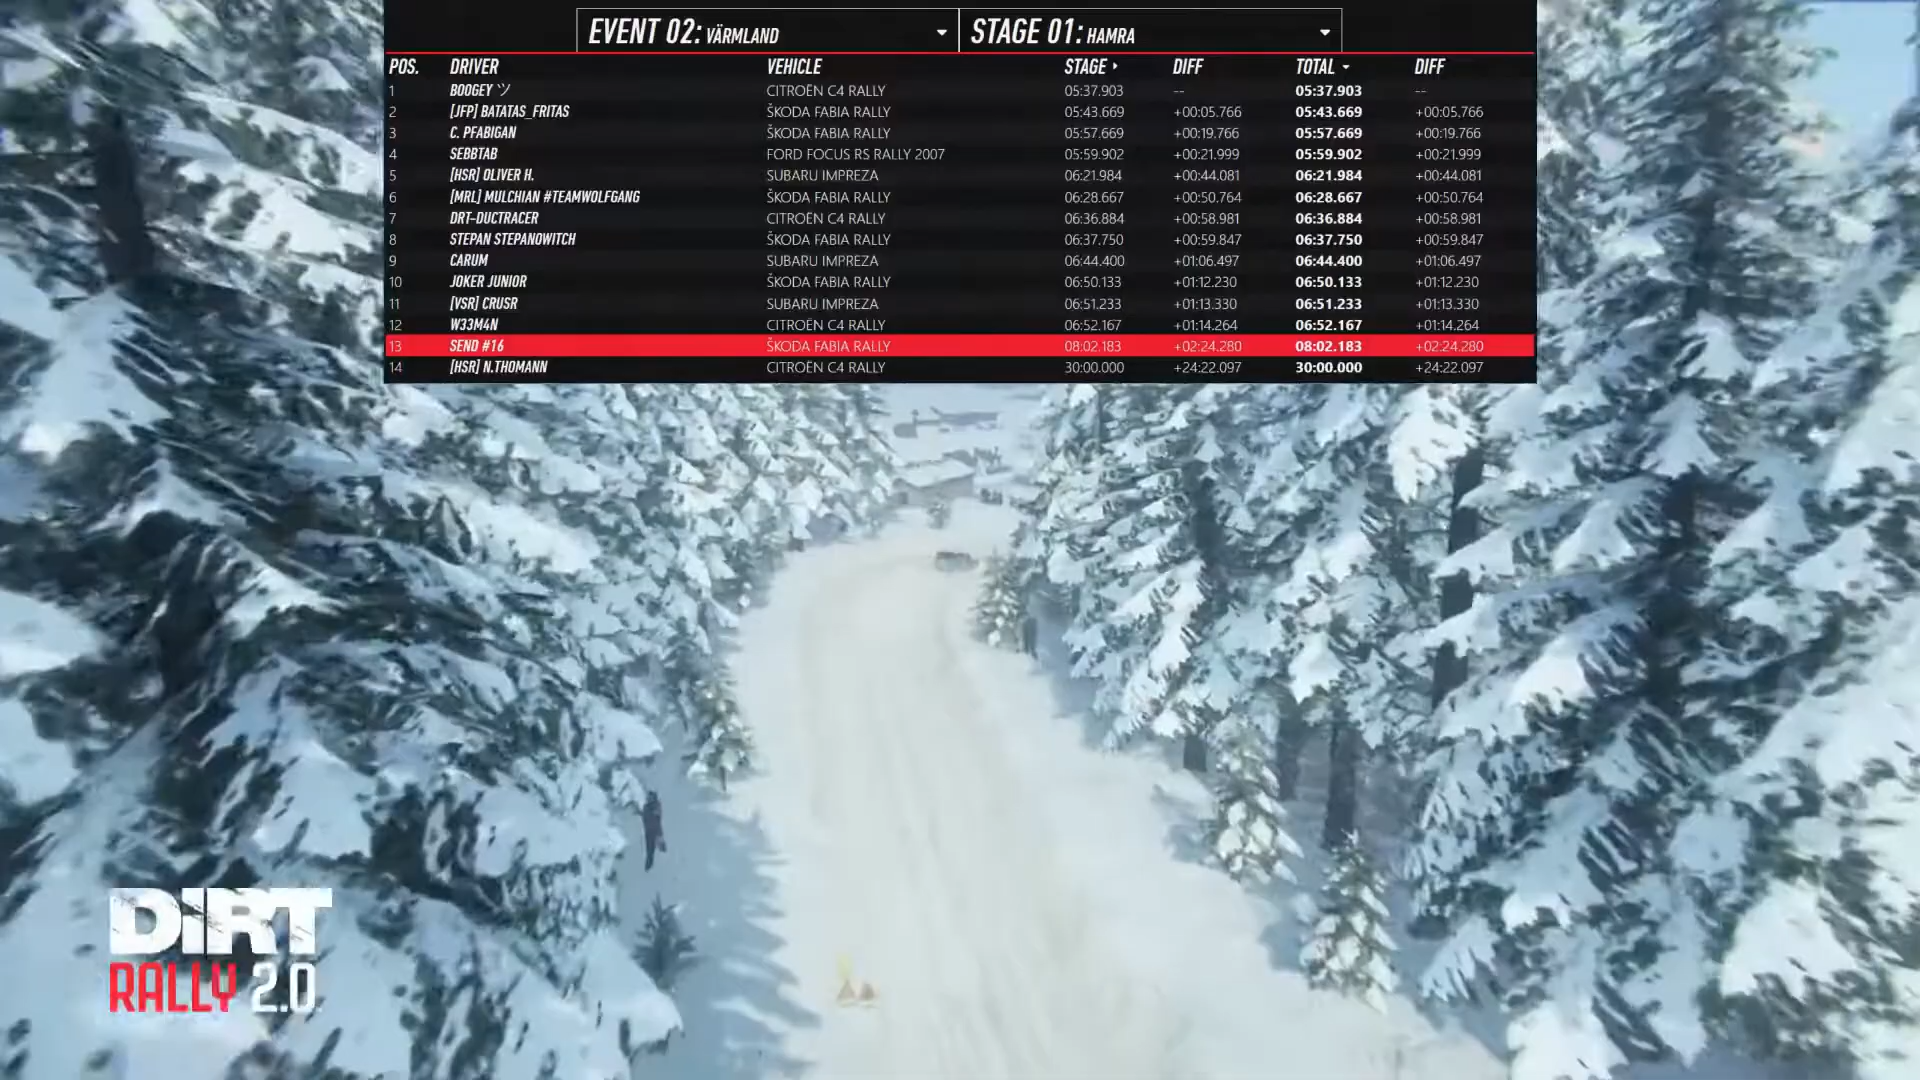 EVENT 02: VÄRMLAND STAGE 01: HAMRA
POS. DRIVER VEHICLE STAGE DIFF TOTAL DIFF
1 BOOGEY ツ CITROËN C4 RALLY 05:37.903 -- 05:37.903 --
2 [JFP] BATATAS_FRITAS ŠKODA FABIA RALLY 05:43.669 +00:05.766 05:43.669 +00:05.766
3 C. PFABIGAN ŠKODA FABIA RALLY 05:57.669 +00:19.766 05:57.669 +00:19.766
4 SEBBTAB FORD FOCUS RS RALLY 2007 05:59.902 +00:21.999 05:59.902 +00:21.999
5 [HSR] OLIVER H. SUBARU IMPREZA 06:21.984 +00:44.081 06:21.984 +00:44.081
6 [MRL] MULCHIAN #TEAMWOLFGANG ŠKODA FABIA RALLY 06:28.667 +00:50.764 06:28.667 +00:50.764
7 DRT-DUCTRACER CITROËN C4 RALLY 06:36.884 +00:58.981 06:36.884 +00:58.981
8 STEPAN STEPANOWITCH ŠKODA FABIA RALLY 06:37.750 +00:59.847 06:37.750 +00:59.847
9 CARUM SUBARU IMPREZA 06:44.400 +01:06.497 06:44.400 +01:06.497
10 JOKER JUNIOR ŠKODA FABIA RALLY 06:50.133 +01:12.230 06:50.133 +01:12.230
11 [VSR] CRUSR SUBARU IMPREZA 06:51.233 +01:13.330 06:51.233 +01:13.330
12 W33M4N CITROËN C4 RALLY 06:52.167 +01:14.264 06:52.167 +01:14.264
13 SEND #16 ŠKODA FABIA RALLY 08:02.183 +02:24.280 08:02.183 +02:24.280
14 [HSR] N.THOMANN CITROËN C4 RALLY 30:00.000 +24:22.097 30:00.000 +24:22.097
DiRT
RALLY 2.0